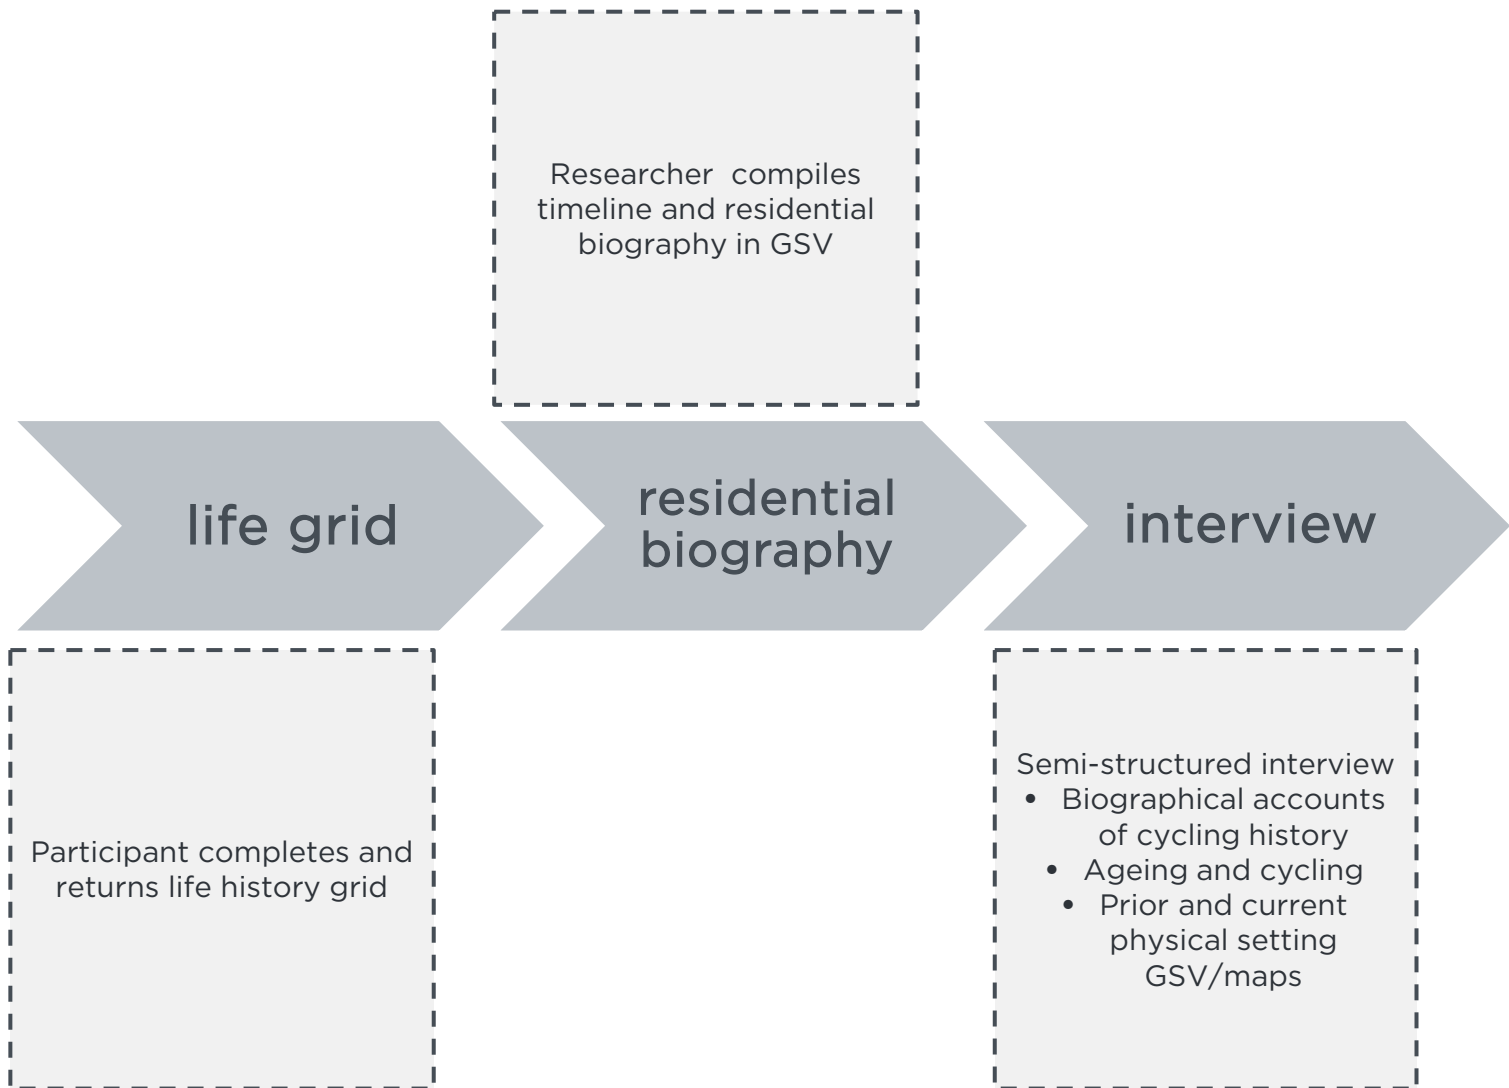 Researcher  compiles
timeline and residential
biography in GSV
life grid
residential
biography
interview
Participant completes and
returns life history grid
Semi-structured interview
• Biographical accounts
of cycling history
• Ageing and cycling
• Prior and current
physical setting
GSV/maps